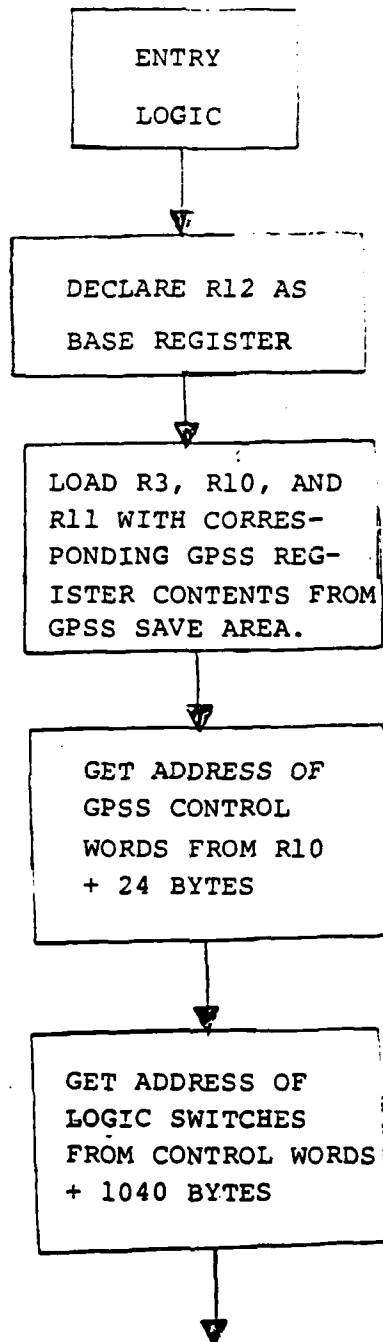 ENTRY
LOGIC
DECLARE R12 AS
BASE REGISTER
LOAD R3, R10, AND
R11 WITH CORRES-
PONDING GPSS REG-
ISTER CONTENTS FROM
GPSS SAVE AREA.
GET ADDRESS OF
GPSS CONTROL
WORDS FROM R10
+ 24 BYTES
GET ADDRESS OF
LOGIC SWITCHES
FROM CONTROL WORDS
+ 1040 BYTES